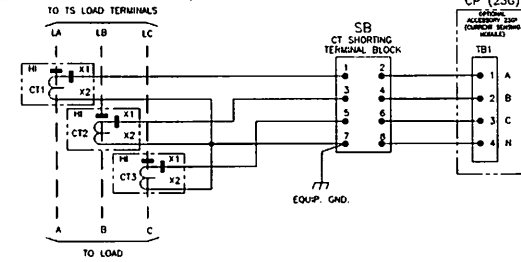 CP (23G)
TO TS LOAD TERMINALS
OPTIONAL
ACCESSORY 23GP
(CURRENT SENSING
MODULE)
SB
CT SHORTING
TERMINAL BLOCK
LA LB LC
TB1
HI X1
CT1 X2
1 2
1 A
3 4
2 B
HI X1
CT2 X2
5 6
3 C
7 8
4 N
HI X1
CT3 X2
EQUIP. GND.
A B C
TO LOAD